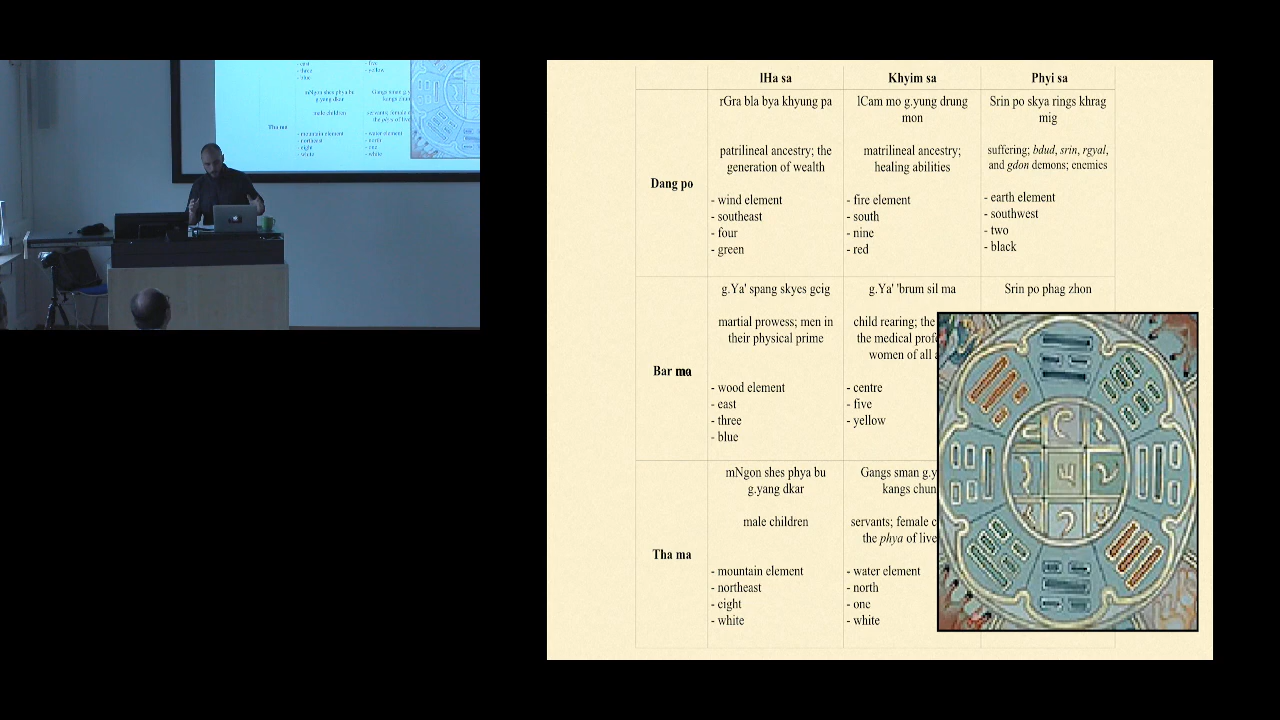 lHa sa
Khyim sa
Phyi sa
Dang po
rGra bla bya khyung pa
patrilineal ancestry; the
generation of wealth
- wind element
- southeast
- four
- green
lCam mo g.yung drung
mon
matrilineal ancestry;
healing abilities
- fire element
- south
- nine
- red
Srin po skya rings khrag
mig
suffering; bdud, srin, rgyal,
and gdon demons; enemies
- earth element
- southwest
- two
- black
Bar ma
g.Ya' spang skyes gcig
martial prowess; men in
their physical prime
- wood element
- east
- three
- blue
g.Ya' 'brum sil ma
child rearing; the
the medical
women of all
- centre
- five
- yellow
Srin po phag zhon
Tha ma
mNgon shes phya bu
g.yang dkar
male children
- mountain element
- northeast
- eight
- white
Gangs sman
kangs
servants; female
the phya of
- water element
- north
- one
- white